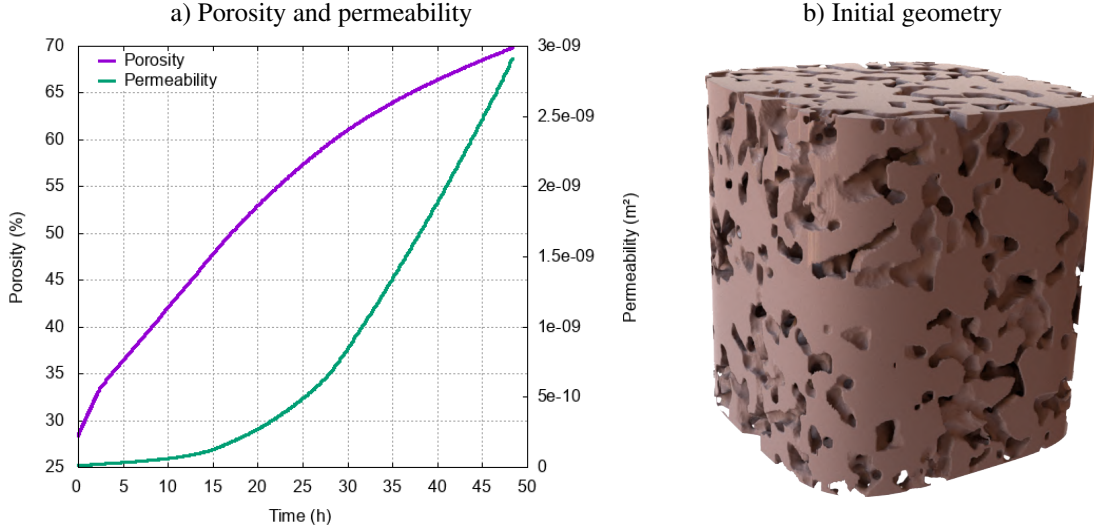 a) Porosity and permeability
b) Initial geometry
Porosity
Permeability
70
65
60
55
50
45
40
35
30
25
Porosity (%)
3e-09
2.5e-09
2e-09
1.5e-09
1e-09
5e-10
0
Permeability (m²)
0
5
10
15
20
25
30
35
40
45
50
Time (h)